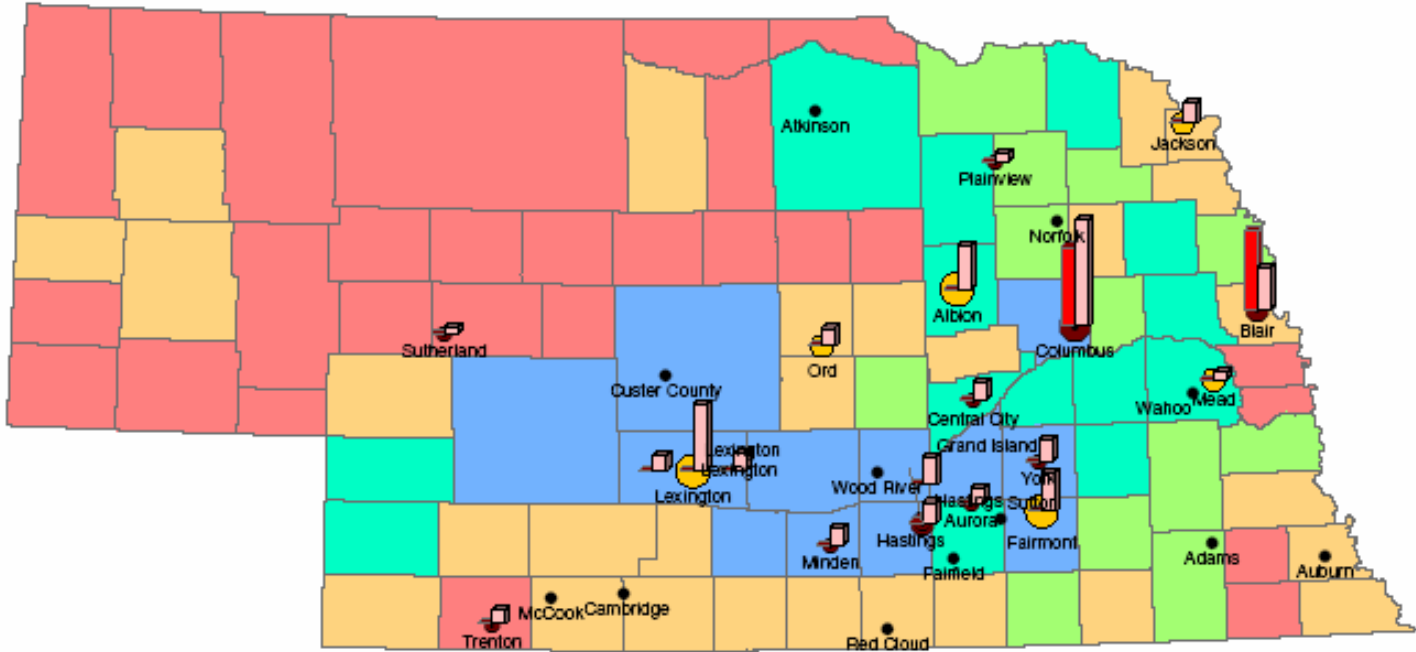 Atkinson
Jackson
Plainview
Norfolk
Albion
Blair
Columbus
Sutherland
Ord
Custer County
Wahoo
Mead
Central City
Grand Island
Lexington
Lexington
Lexington
Wood River
York
Hastings
Sutton
Aurora
Hastings
Fairmont
Minden
Fairfield
Adams
Auburn
McCook
Cambridge
Trenton
Red Cloud